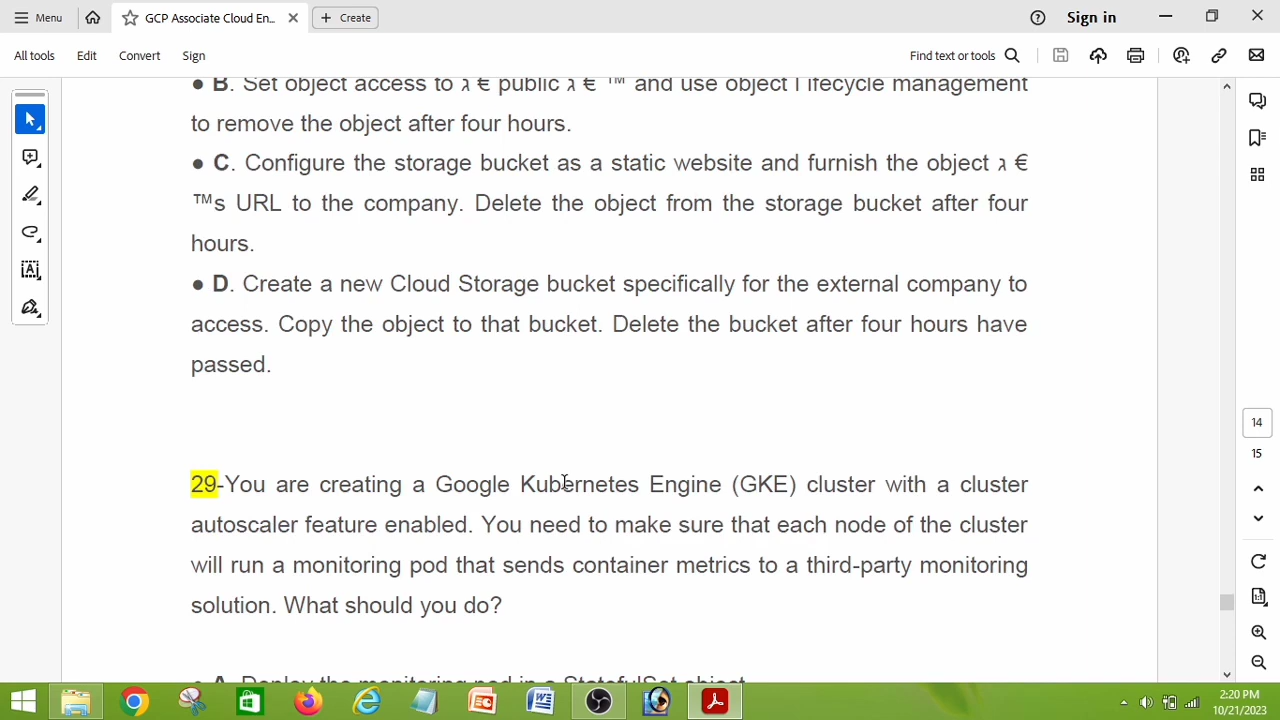 Menu
GCP Associate Cloud En...
Create
Sign in
All tools
Edit
Convert
Sign
Find text or tools
● B. Set object access to ג € public ג € ™ and use object l ifecycle management
to remove the object after four hours.
● C. Configure the storage bucket as a static website and furnish the object ג €
™s URL to the company. Delete the object from the storage bucket after four
hours.
● D. Create a new Cloud Storage bucket specifically for the external company to
access. Copy the object to that bucket. Delete the bucket after four hours have
passed.
29-You are creating a Google Kubernetes Engine (GKE) cluster with a cluster
autoscaler feature enabled. You need to make sure that each node of the cluster
will run a monitoring pod that sends container metrics to a third-party monitoring
solution. What should you do?
● A. Deploy the monitoring pod in a StatefulSet object.
14
15
2:20 PM
10/21/2023